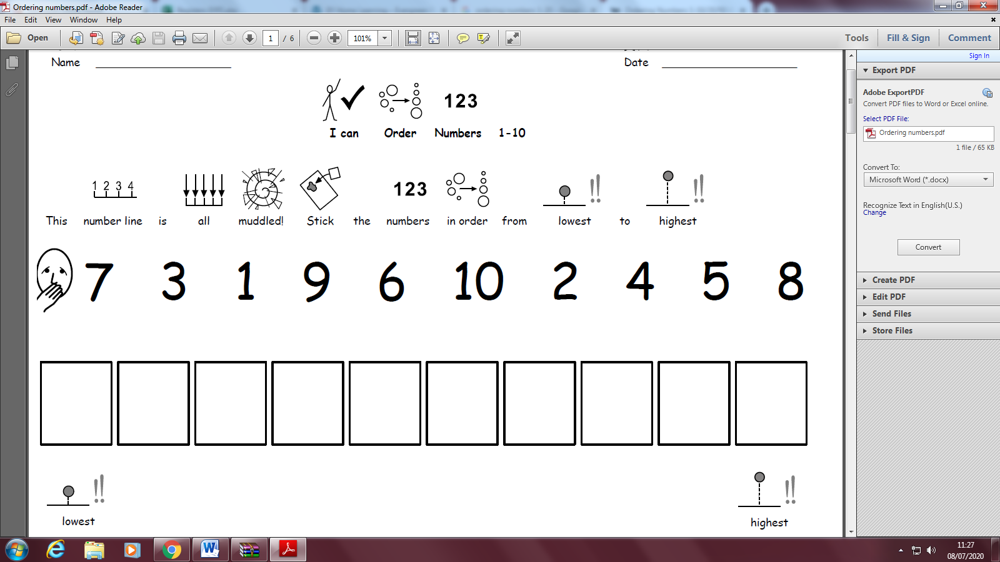 Ordering numbers.pdf - Adobe Reader
File Edit View Window Help
Open 1 / 6 101% Tools Fill & Sign Comment
Sign In
Name Date
123
I can Order Numbers 1-10
1 2 3 4 123
This number line is all muddled! Stick the numbers in order from lowest to highest
7 3 1 9 6 10 2 4 5 8
lowest highest
Export PDF
Adobe ExportPDF
Convert PDF files to Word or Excel online.
Select PDF File:
Ordering numbers.pdf
1 file / 65 KB
Convert To:
Microsoft Word (*.docx)
Recognize Text in English(U.S.)
Change
Convert
Create PDF
Edit PDF
Send Files
Store Files
11:27
08/07/2020